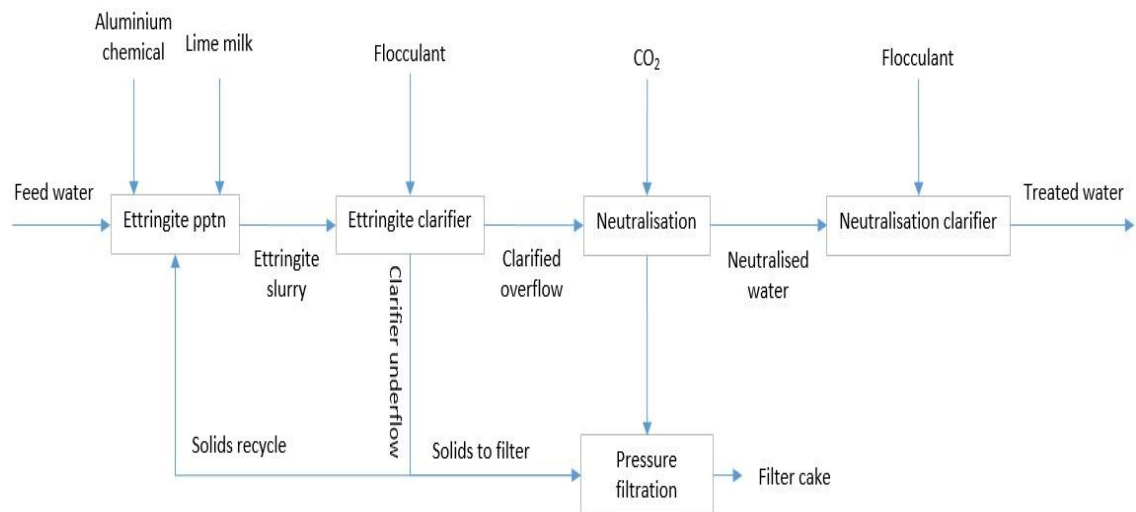 Aluminium
chemical
Lime milk
Flocculant
CO₂
Flocculant
Feed water
Ettringite pptn
Ettringite clarifier
Neutralisation
Neutralisation clarifier
Treated water
Ettringite
slurry
Clarifier underflow
Clarified
overflow
Neutralised
water
Solids recycle
Solids to filter
Pressure
filtration
Filter cake